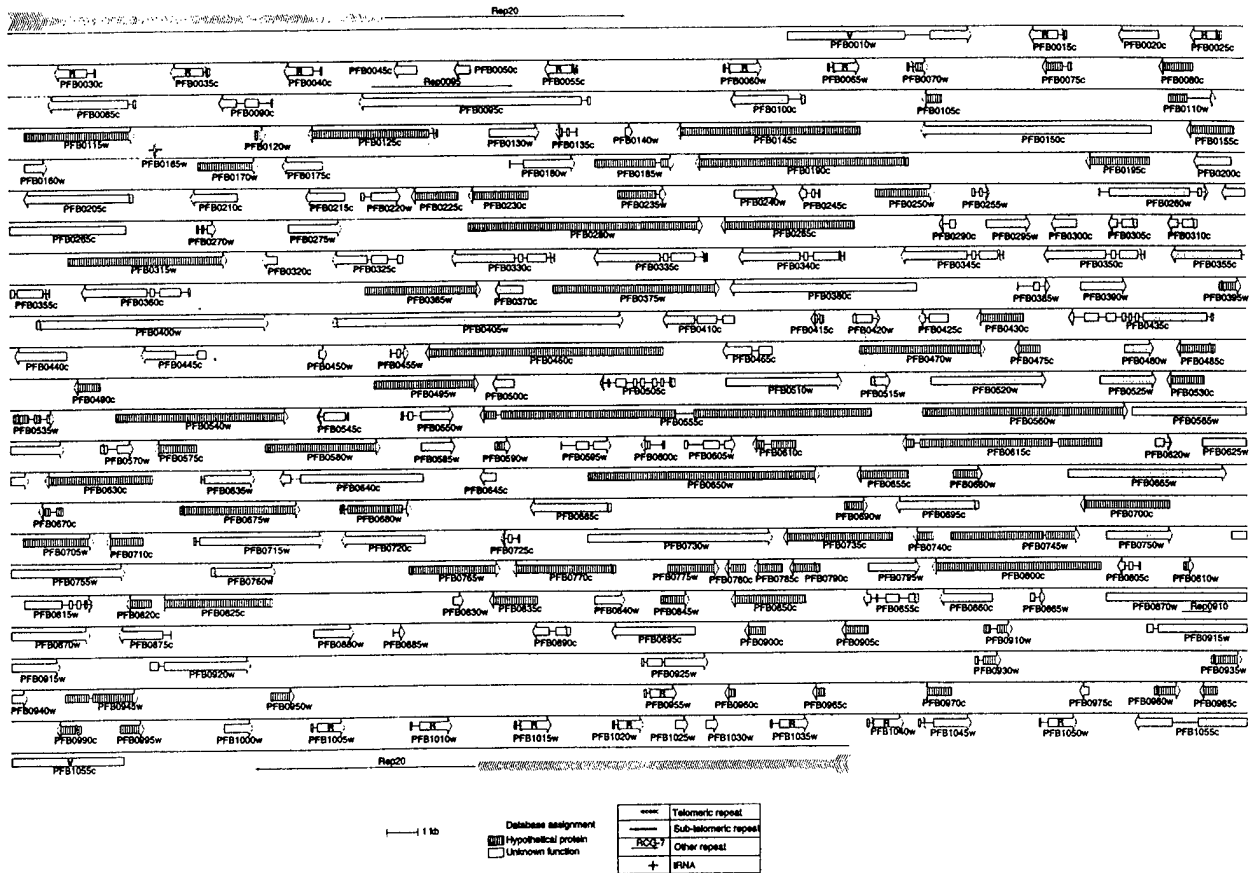 Rep20
PFB0010w PFB0015c PFB0020c PFB0025c
PFB0030c PFB0035c PFB0040c PFB0045c PFB0050c PFB0055c PFB0060w PFB0065w PFB0070w PFB0075c PFB0080c
Rep0095
PFB0085c PFB0090c PFB0095c PFB0100c PFB0105c PFB0110w
PFB0115w PFB0120w PFB0125c PFB0130w PFB0135c PFB0140w PFB0145c PFB0150c PFB0155c
PFB0160w PFB0165w PFB0170w PFB0175c PFB0180w PFB0185w PFB0190c PFB0195c PFB0200c
PFB0205c PFB0210c PFB0215c PFB0220w PFB0225c PFB0230c PFB0235w PFB0240w PFB0245c PFB0250w PFB0255w PFB0260w
PFB0265c PFB0270w PFB0275w PFB0280w PFB0285c PFB0290c PFB0295w PFB0300c PFB0305c PFB0310c
PFB0315w PFB0320c PFB0325c PFB0330c PFB0335c PFB0340c PFB0345c PFB0350c PFB0355c
PFB0355c PFB0360c PFB0365w PFB0370c PFB0375w PFB0380c PFB0385w PFB0390w PFB0395w
PFB0400w PFB0405w PFB0410c PFB0415c PFB0420w PFB0425c PFB0430c PFB0435c
PFB0440c PFB0445c PFB0450w PFB0455w PFB0460c PFB0465c PFB0470w PFB0475c PFB0480w PFB0485c
PFB0490c PFB0495w PFB0500c PFB0505c PFB0510w PFB0515w PFB0520w PFB0525w PFB0530c
PFB0535w PFB0540w PFB0545c PFB0550w PFB0555c PFB0560w PFB0565w
PFB0570w PFB0575c PFB0580w PFB0585w PFB0590w PFB0595w PFB0600c PFB0605w PFB0610c PFB0615c PFB0620w PFB0625w
PFB0630c PFB0635w PFB0640c PFB0645c PFB0650w PFB0655c PFB0660w PFB0665w
PFB0670c PFB0675w PFB0680w PFB0685c PFB0690w PFB0695c PFB0700c
PFB0705w PFB0710c PFB0715w PFB0720c PFB0725c PFB0730w PFB0735c PFB0740c PFB0745w PFB0750w
PFB0755w PFB0760w PFB0765w PFB0770c PFB0775w PFB0780c PFB0785c PFB0790c PFB0795w PFB0800c PFB0805c PFB0810w
PFB0815w PFB0820c PFB0825c PFB0830w PFB0835c PFB0840w PFB0845w PFB0850c PFB0855c PFB0860c PFB0865w PFB0870w Rep0910
PFB0870w PFB0875c PFB0880w PFB0885w PFB0890c PFB0895c PFB0900c PFB0905c PFB0910w PFB0915w
PFB0915w PFB0920w PFB0925w PFB0930w PFB0935w
PFB0940w PFB0945w PFB0950w PFB0955w PFB0960c PFB0965c PFB0970c PFB0975c PFB0980w PFB0985c
PFB0990c PFB0995w PFB1000w PFB1005w PFB1010w PFB1015w PFB1020w PFB1025w PFB1030w PFB1035w PFB1040w PFB1045w PFB1050w PFB1055c
PFB1055c Rep20
1 kb
Database assignment
Hypothetical protein
Unknown function
Telomeric repeat
Sub-telomeric repeat
RCG-7 Other repeat
tRNA